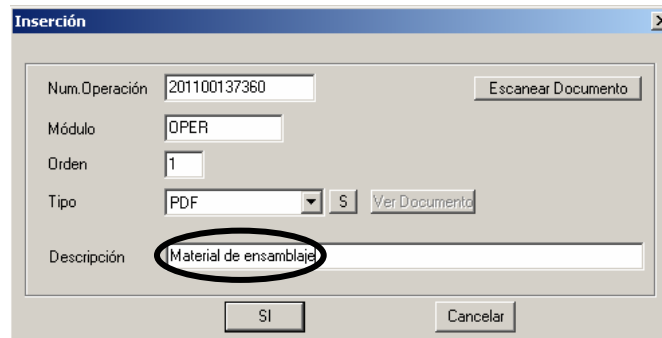 Inserción
Num.Operación 201100137360 Escanear Documento
Módulo OPER
Orden 1
Tipo PDF S Ver Documento
Descripción Material de ensamblaje
SI Cancelar